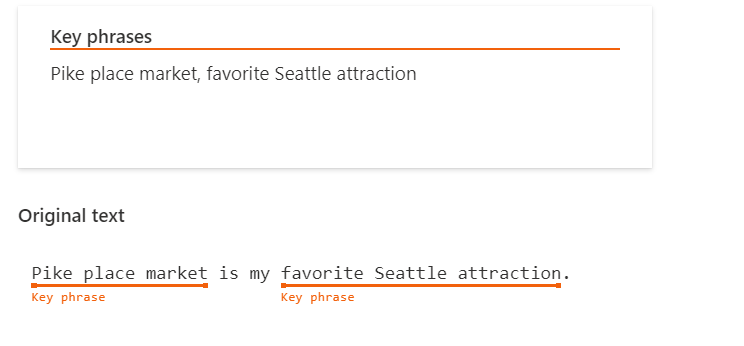 Key phrases
Pike place market, favorite Seattle attraction
Original text
Pike place market is my favorite Seattle attraction.
Key phrase Key phrase